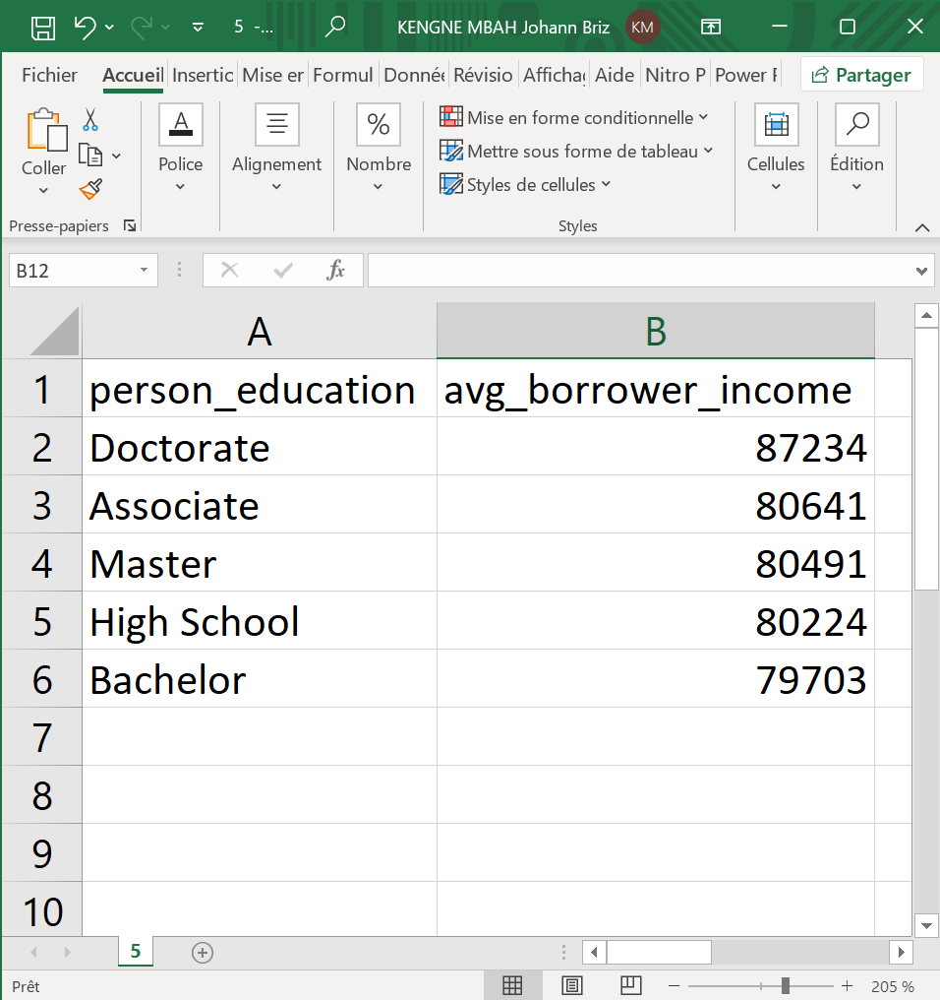 5 -... KENGNE MBAH Johann Briz KM
Fichier Accueil Insertic Mise er Formul Donnée Révisio Affichaç Aide Nitro P Power F Partager
Coller Police Alignement Nombre Mise en forme conditionnelle Mettre sous forme de tableau Styles de cellules Cellules Édition
Presse-papiers Styles
B12 fx
A B
1 person_education avg_borrower_income
2 Doctorate 87234
3 Associate 80641
4 Master 80491
5 High School 80224
6 Bachelor 79703
7
8
9
10
5
Prêt 205 %